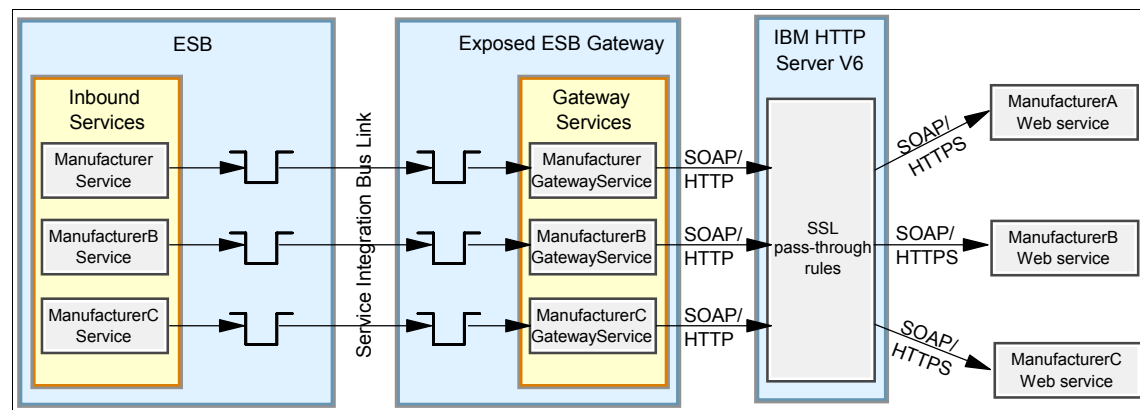 ESB
Inbound
Services
Manufacturer
Service
ManufacturerB
Service
ManufacturerC
Service
Service Integration Bus Link
Exposed ESB Gateway
Gateway
Services
Manufacturer
GatewayService
ManufacturerB
GatewayService
ManufacturerC
GatewayService
SOAP/
HTTP
SOAP/
HTTP
SOAP/
HTTP
IBM HTTP
Server V6
SSL
pass-through
rules
SOAP/
HTTPS
SOAP/
HTTPS
SOAP/
HTTPS
ManufacturerA
Web service
ManufacturerB
Web service
ManufacturerC
Web service